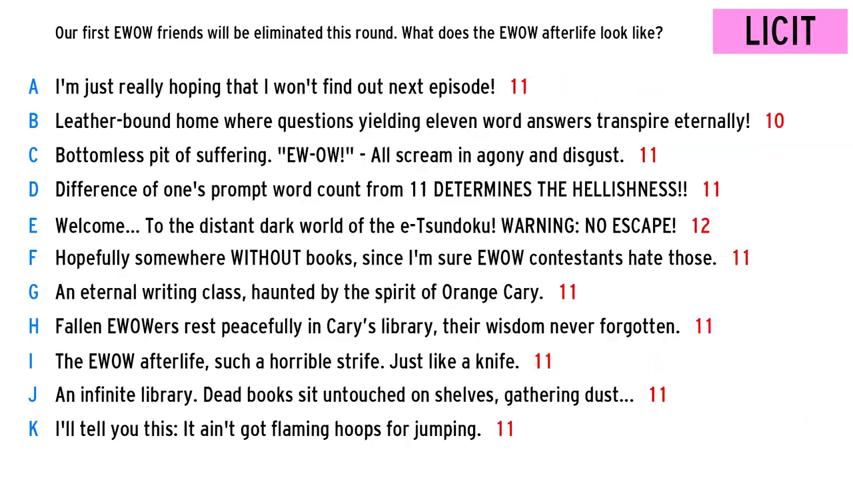 Our first EWOW friends will be eliminated this round. What does the EWOW afterlife look like?
LICIT
A I'm just really hoping that I won't find out next episode! 11
B Leather-bound home where questions yielding eleven word answers transpire eternally! 10
C Bottomless pit of suffering. "EW-OW!" - All scream in agony and disgust. 11
D Difference of one's prompt word count from 11 DETERMINES THE HELLISHNESS!! 11
E Welcome... To the distant dark world of the e-Tsundoku! WARNING: NO ESCAPE! 12
F Hopefully somewhere WITHOUT books, since I'm sure EWOW contestants hate those. 11
G An eternal writing class, haunted by the spirit of Orange Cary. 11
H Fallen EWOWers rest peacefully in Cary's library, their wisdom never forgotten. 11
I The EWOW afterlife, such a horrible strife. Just like a knife. 11
J An infinite library. Dead books sit untouched on shelves, gathering dust... 11
K I'll tell you this: It ain't got flaming hoops for jumping. 11